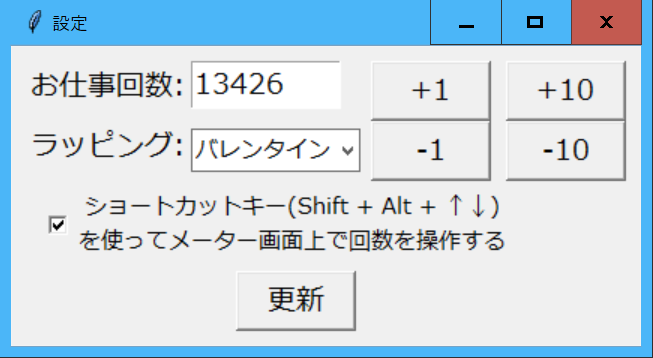 設定
お仕事回数: 13426 +1 +10
ラッピング: バレンタイン -1 -10
ショートカットキー(Shift + Alt + ↑↓)
を使ってメーター画面上で回数を操作する
更新